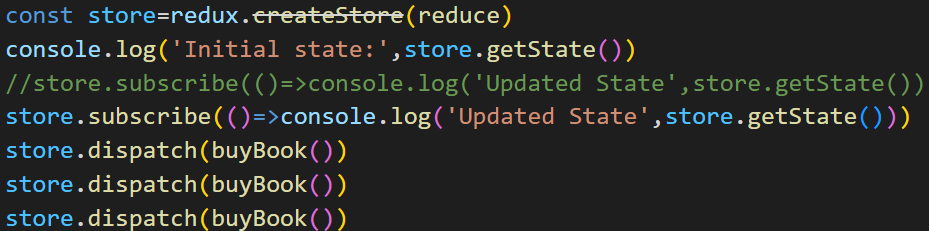 const store=redux.createStore(reduce)
console.log('Initial state:',store.getState())
//store.subscribe(()=>console.log('Updated State',store.getState())
store.subscribe(()=>console.log('Updated State',store.getState()))
store.dispatch(buyBook())
store.dispatch(buyBook())
store.dispatch(buyBook())